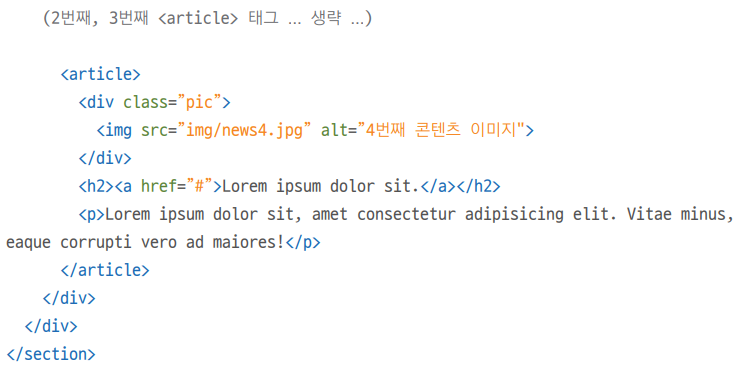 (2번째, 3번째 <article> 태그 … 생략 …)
<article>
<div class=”pic”>
<img src=”img/news4.jpg” alt=”4번째 콘텐츠 이미지">
</div>
<h2><a href=”#”>Lorem ipsum dolor sit.</a></h2>
<p>Lorem ipsum dolor sit, amet consectetur adipisicing elit. Vitae minus,
eaque corrupti vero ad maiores!</p>
</article>
</div>
</div>
</section>